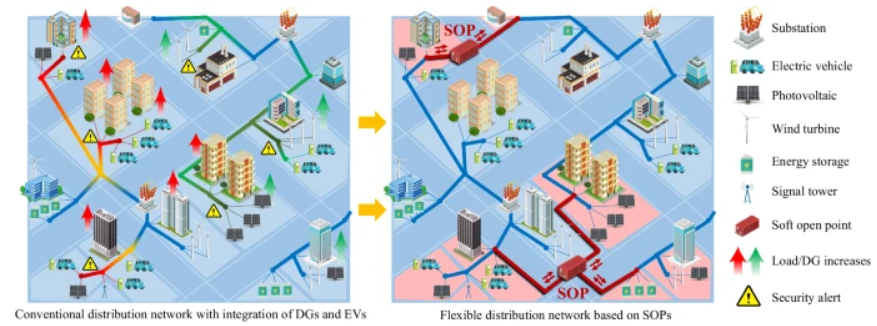 SOP
SOP
Conventional distribution network with integration of DGs and EVs
Flexible distribution network based on SOPs
Substation
Electric vehicle
Photovoltaic
Wind turbine
Energy storage
Signal tower
Soft open point
Load/DG increases
Security alert